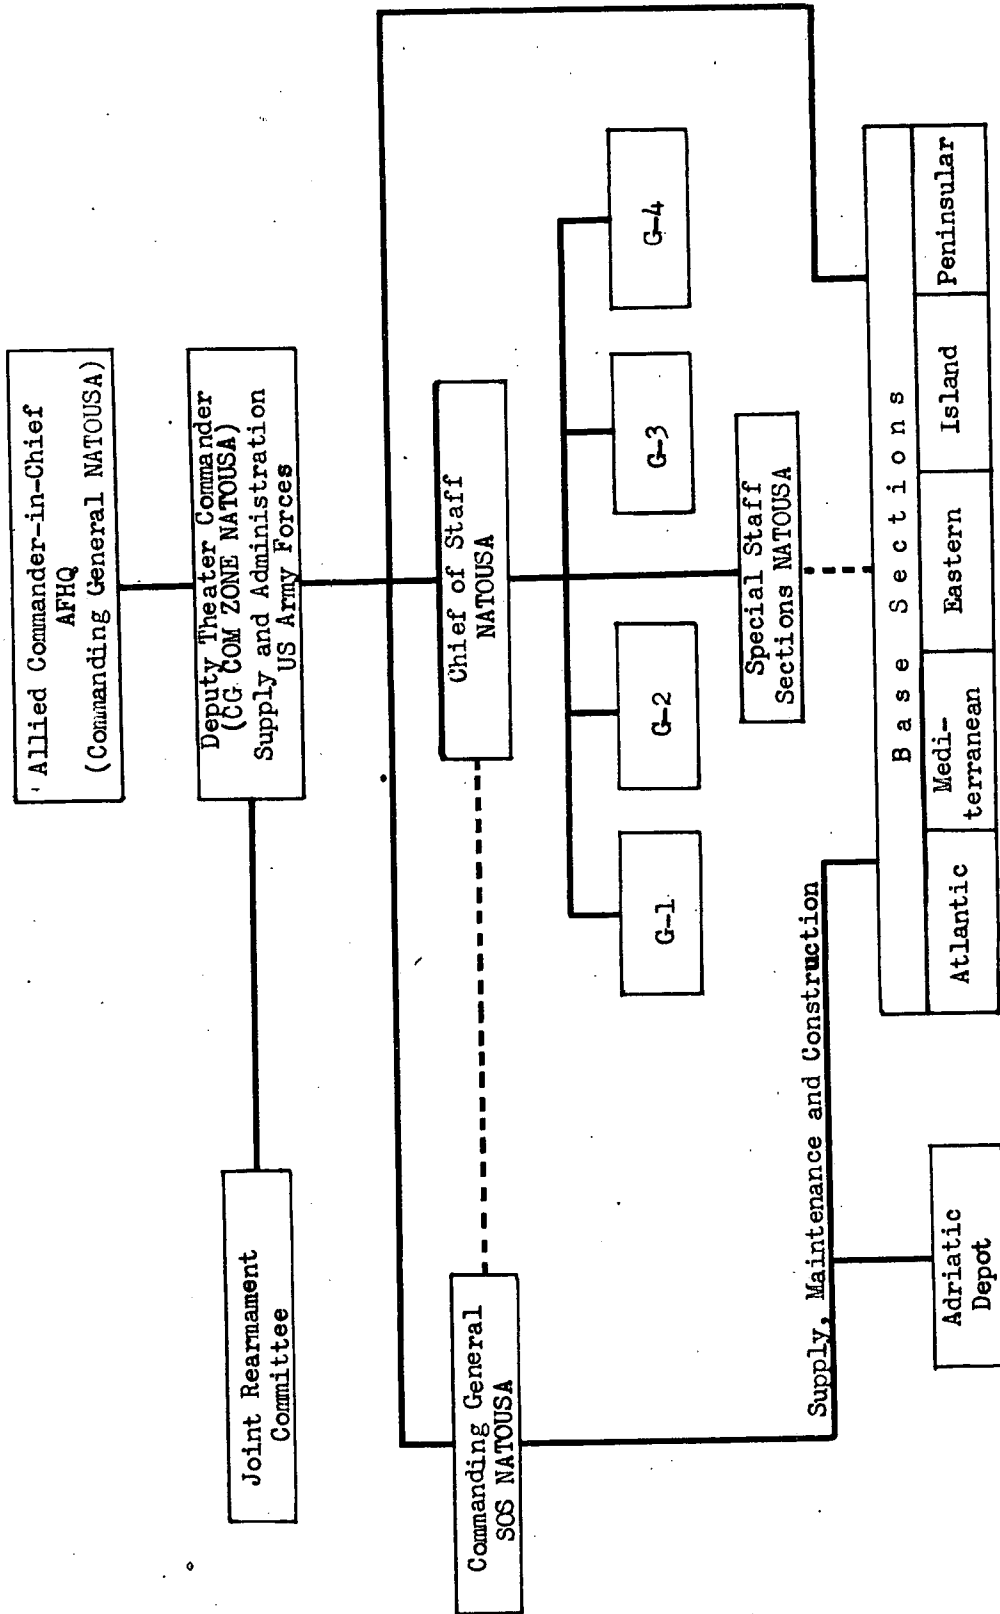 Allied Commander-in-Chief
AFHQ
(Commanding General NATOUSA)
Deputy Theater Commander
(CG COM ZONE NATOUSA)
Supply and Administration
US Army Forces
Joint Rearmament
Committee
Commanding General
SOS NATOUSA
Chief of Staff
NATOUSA
G-1
G-2
G-3
G-4
Special Staff
Sections NATOUSA
Supply, Maintenance and Construction
Base Sections
Atlantic
Medi-
terranean
Eastern
Island
Peninsular
Adriatic
Depot